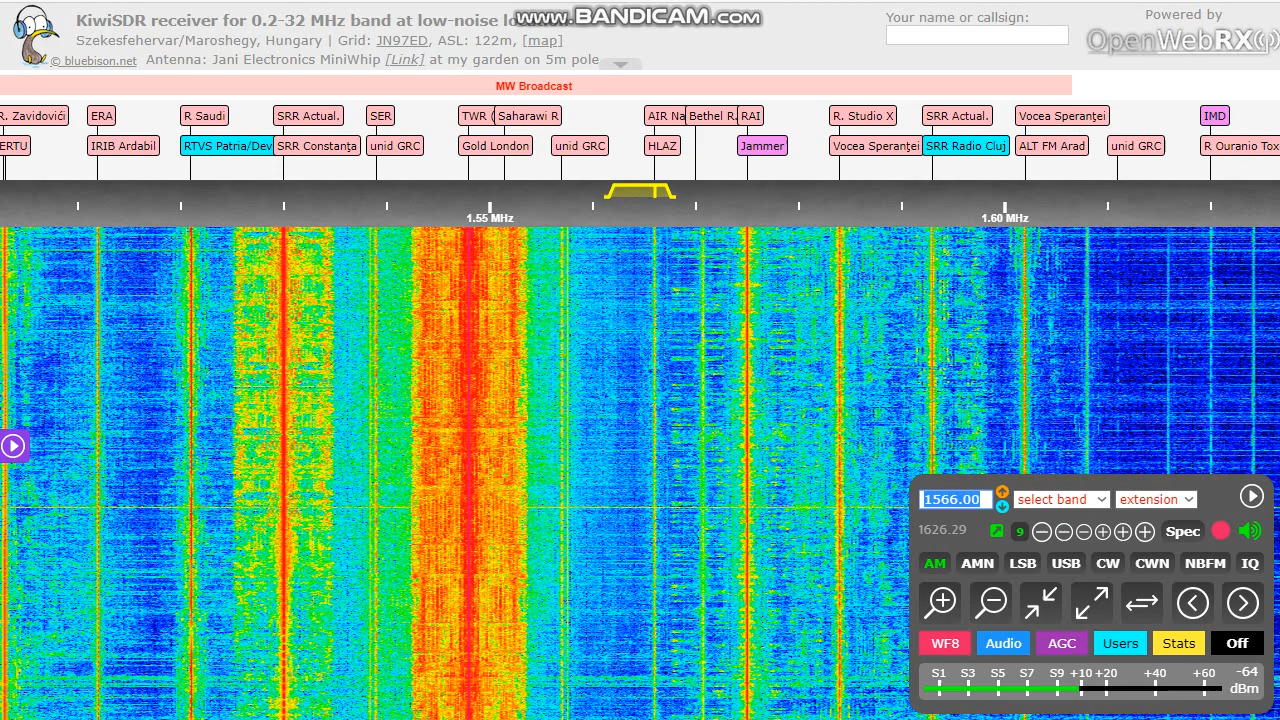 KiwiSDR receiver for 0.2-32 MHz band at low-noise
www.BANDICAM.com
Szekesfehervar/Maroshegy, Hungary | Grid: JN97ED, ASL: 122m, [map]
© bluebison.net Antenna: Jani Electronics MiniWhip [Link] at my garden on 5m pole
Your name or callsign:
Powered by
OpenWebRX
MW Broadcast
R. Zavidovići ERA R Saudi SRR Actual. SER TWR Saharawi R AIR Na Bethel R. RAI R. Studio X SRR Actual. Vocea Speranţei IMD
ERTU IRIB Ardabil RTVS Patria/Dev SRR Constanţa unid GRC Gold London unid GRC HLAZ Jammer Vocea Speranţei SRR Radio Cluj ALT FM Arad unid GRC R Ouranio Tox
1.55 MHz 1.60 MHz
1566.00 select band extension
1626.29 9 Spec
AM AMN LSB USB CW CWN NBFM IQ
WF8 Audio AGC Users Stats Off
S1 S3 S5 S7 S9 +10 +20 +40 +60 -64
dBm